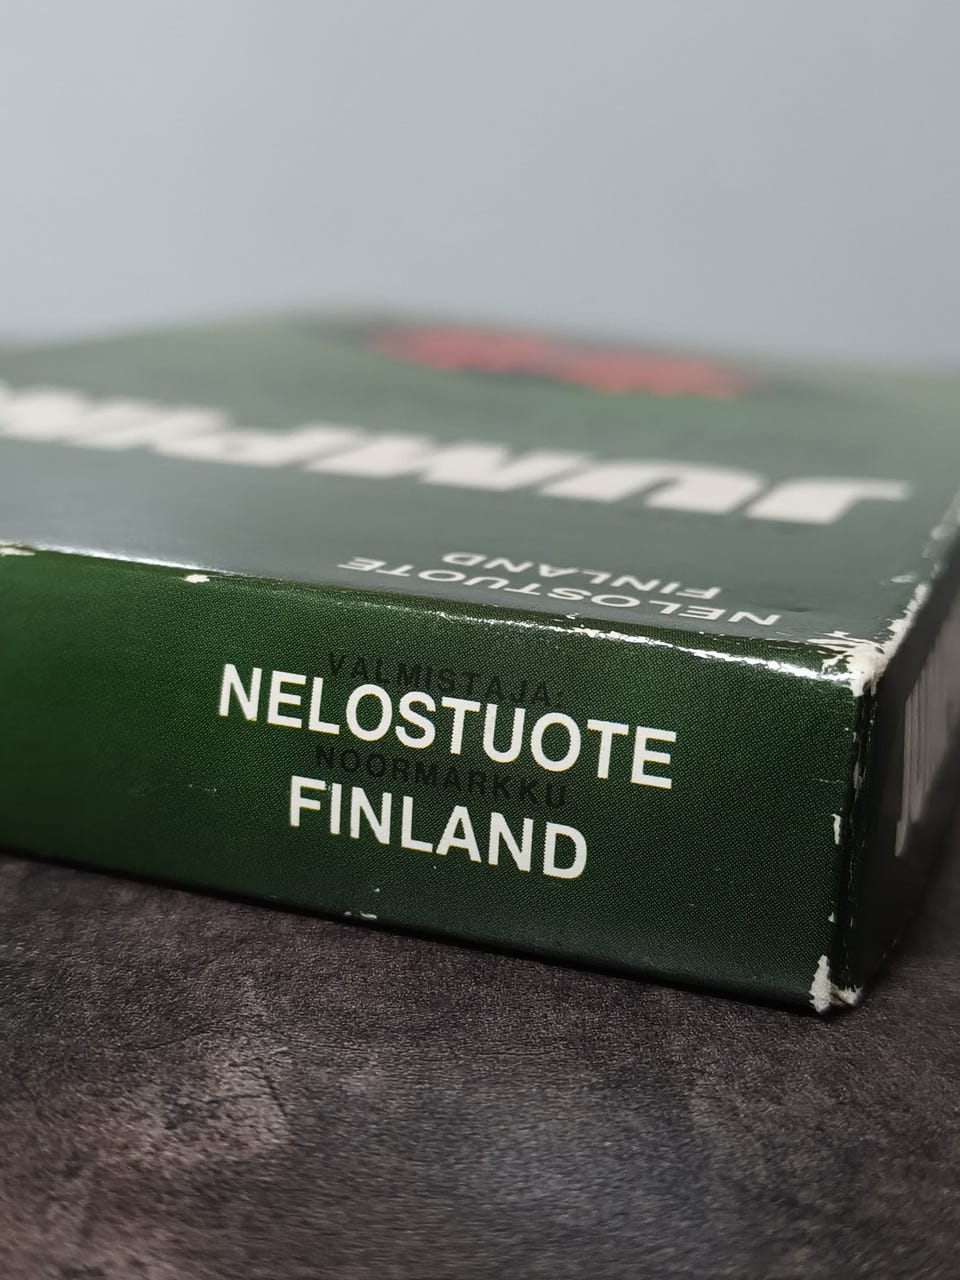 NELOSTUOTE
FINLAND
VALMISTAJA:
NELOSTUOTE
NOORMARKKU
FINLAND